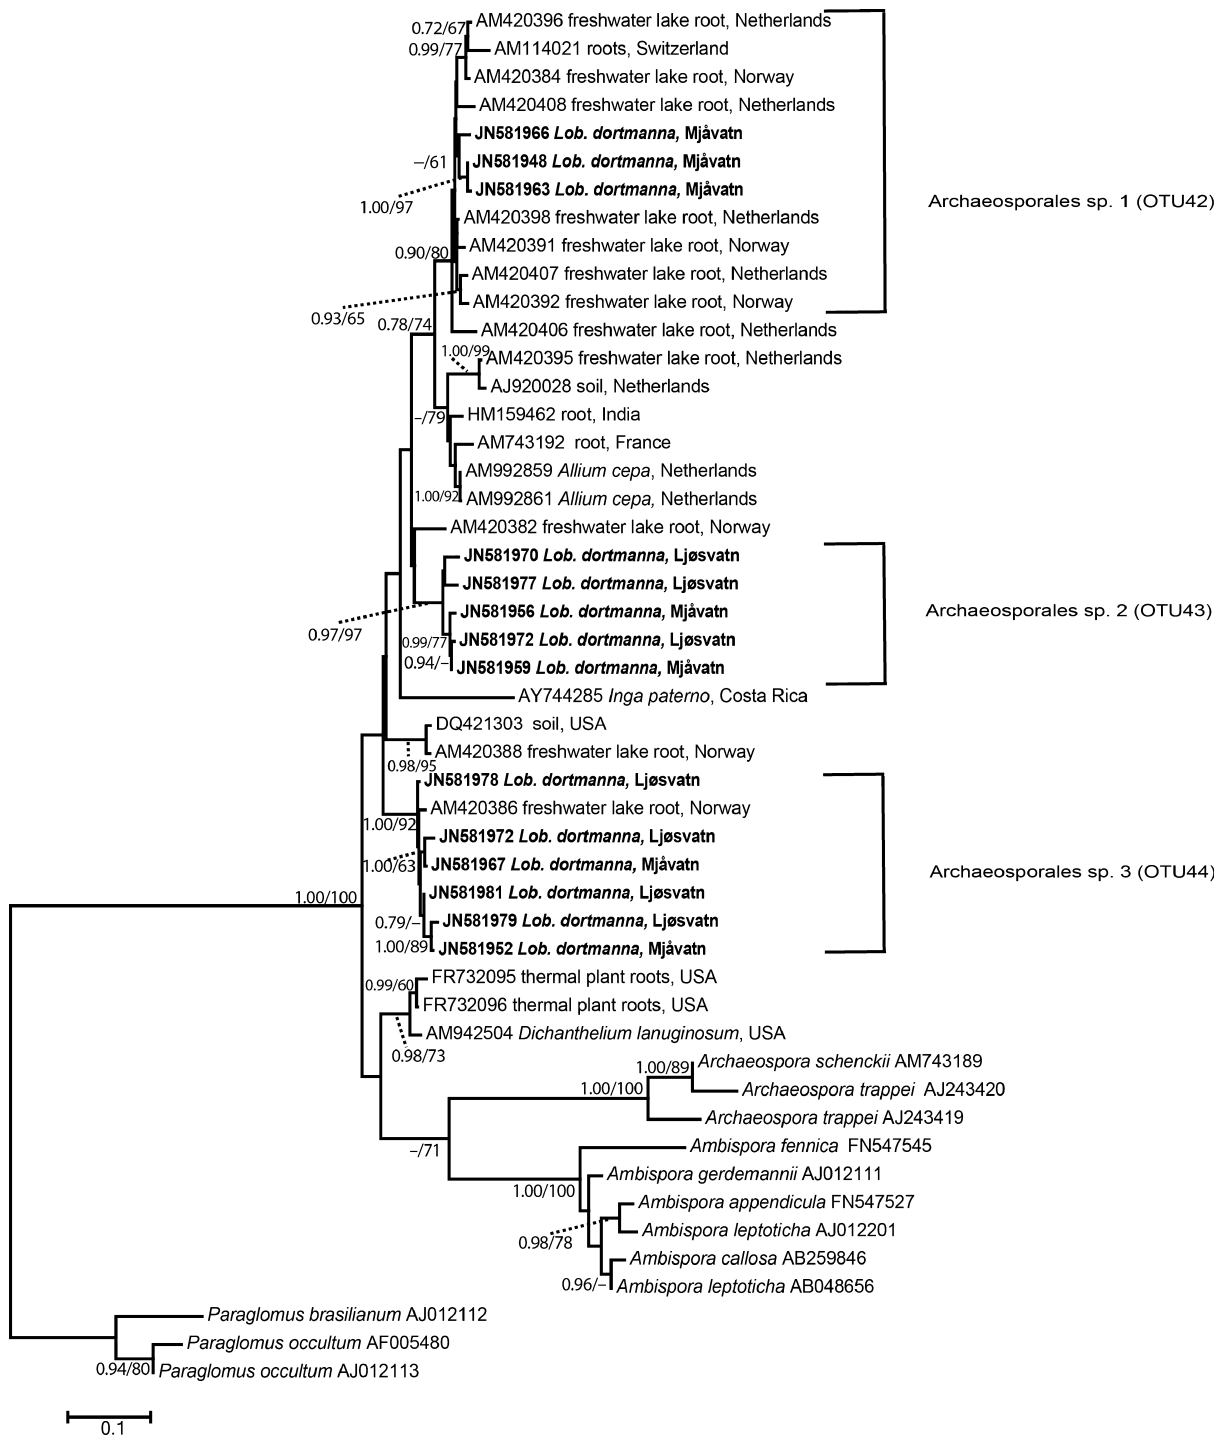 0.72/67 AM420396 freshwater lake root, Netherlands
0.99/77 AM114021 roots, Switzerland
AM420384 freshwater lake root, Norway
AM420408 freshwater lake root, Netherlands
JN581966 Lob. dortmanna, Mjåvatn
–/61 JN581948 Lob. dortmanna, Mjåvatn
JN581963 Lob. dortmanna, Mjåvatn
Archaeosporales sp. 1 (OTU42)
1.00/97
AM420398 freshwater lake root, Netherlands
0.90/80 AM420391 freshwater lake root, Norway
AM420407 freshwater lake root, Netherlands
AM420392 freshwater lake root, Norway
0.93/65 0.78/74 AM420406 freshwater lake root, Netherlands
1.00/99 AM420395 freshwater lake root, Netherlands
AJ920028 soil, Netherlands
–/79 HM159462 root, India
AM743192 root, France
AM992859 Allium cepa, Netherlands
1.00/92 AM992861 Allium cepa, Netherlands
AM420382 freshwater lake root, Norway
JN581970 Lob. dortmanna, Ljøsvatn
JN581977 Lob. dortmanna, Ljøsvatn
JN581956 Lob. dortmanna, Mjåvatn
Archaeosporales sp. 2 (OTU43)
0.97/97 0.99/77 JN581972 Lob. dortmanna, Ljøsvatn
0.94/– JN581959 Lob. dortmanna, Mjåvatn
AY744285 Inga paterno, Costa Rica
DQ421303 soil, USA
AM420388 freshwater lake root, Norway
0.98/95
JN581978 Lob. dortmanna, Ljøsvatn
AM420386 freshwater lake root, Norway
1.00/92 JN581972 Lob. dortmanna, Ljøsvatn
1.00/63 JN581967 Lob. dortmanna, Mjåvatn
Archaeosporales sp. 3 (OTU44)
1.00/100 JN581981 Lob. dortmanna, Ljøsvatn
0.79/– JN581979 Lob. dortmanna, Ljøsvatn
1.00/89 JN581952 Lob. dortmanna, Mjåvatn
0.99/60 FR732095 thermal plant roots, USA
FR732096 thermal plant roots, USA
AM942504 Dichanthelium lanuginosum, USA
0.98/73
1.00/89 Archaeospora schenckii AM743189
1.00/100 Archaeospora trappei AJ243420
Archaeospora trappei AJ243419
–/71 Ambispora fennica FN547545
Ambispora gerdemannii AJ012111
1.00/100 Ambispora appendicula FN547527
Ambispora leptoticha AJ012201
0.98/78
Ambispora callosa AB259846
0.96/– Ambispora leptoticha AB048656
Paraglomus brasilianum AJ012112
Paraglomus occultum AF005480
0.94/80 Paraglomus occultum AJ012113
0.1